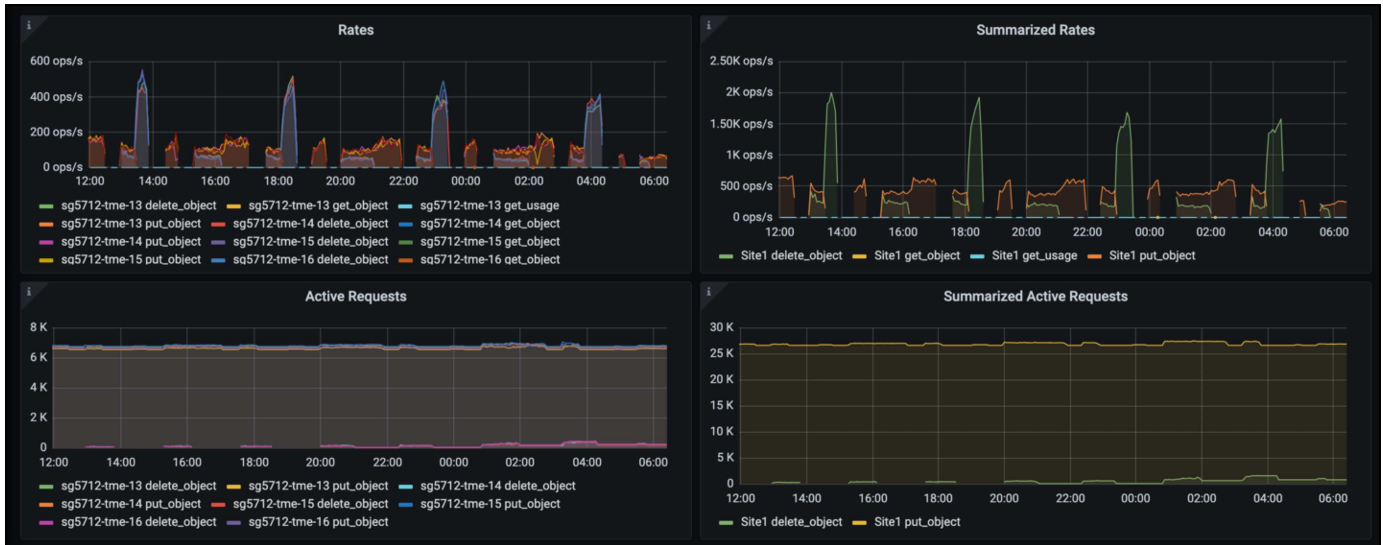 Rates
600 ops/s
400 ops/s
200 ops/s
0 ops/s
12:00 14:00 16:00 18:00 20:00 22:00 00:00 02:00 04:00 06:00
sg5712-tme-13 delete_object sg5712-tme-13 get_object sg5712-tme-13 get_usage
sg5712-tme-13 put_object sg5712-tme-14 delete_object sg5712-tme-14 get_object
sg5712-tme-14 put_object sg5712-tme-15 delete_object sg5712-tme-15 get_object
sg5712-tme-15 put_object sg5712-tme-16 delete_object sg5712-tme-16 get_object
Summarized Rates
2.50K ops/s
2K ops/s
1.50K ops/s
1K ops/s
500 ops/s
0 ops/s
12:00 14:00 16:00 18:00 20:00 22:00 00:00 02:00 04:00 06:00
Site1 delete_object Site1 get_object Site1 get_usage Site1 put_object
Active Requests
8 K
6 K
4 K
2 K
0
12:00 14:00 16:00 18:00 20:00 22:00 00:00 02:00 04:00 06:00
sg5712-tme-13 delete_object sg5712-tme-13 put_object sg5712-tme-14 delete_object
sg5712-tme-14 put_object sg5712-tme-15 delete_object sg5712-tme-15 put_object
sg5712-tme-16 delete_object sg5712-tme-16 put_object
Summarized Active Requests
30 K
25 K
20 K
15 K
10 K
5 K
0
12:00 14:00 16:00 18:00 20:00 22:00 00:00 02:00 04:00 06:00
Site1 delete_object Site1 put_object